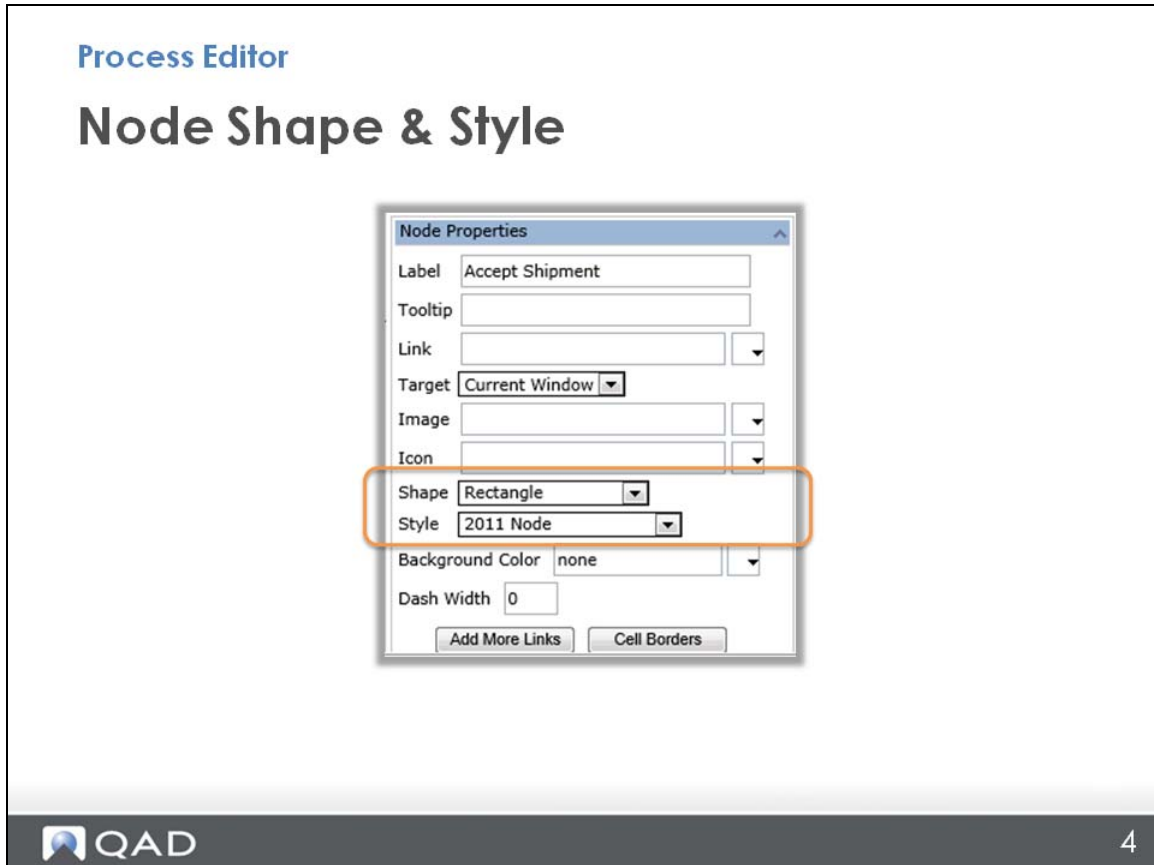 Process Editor
Node Shape & Style
Node Properties
Label Accept Shipment
Tooltip
Link
Target Current Window
Image
Icon
Shape Rectangle
Style 2011 Node
Background Color none
Dash Width 0
Add More Links Cell Borders
QAD 4